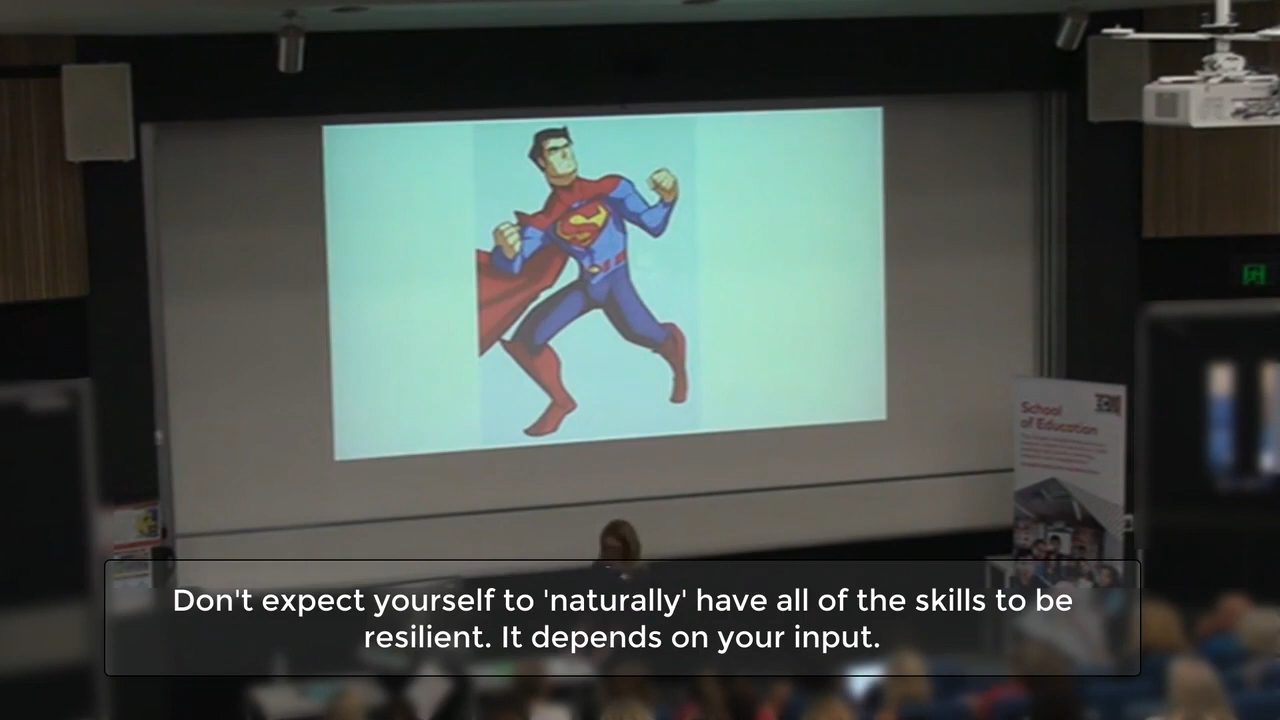 School
of Education
Don't expect yourself to 'naturally' have all of the skills to be
resilient. It depends on your input.